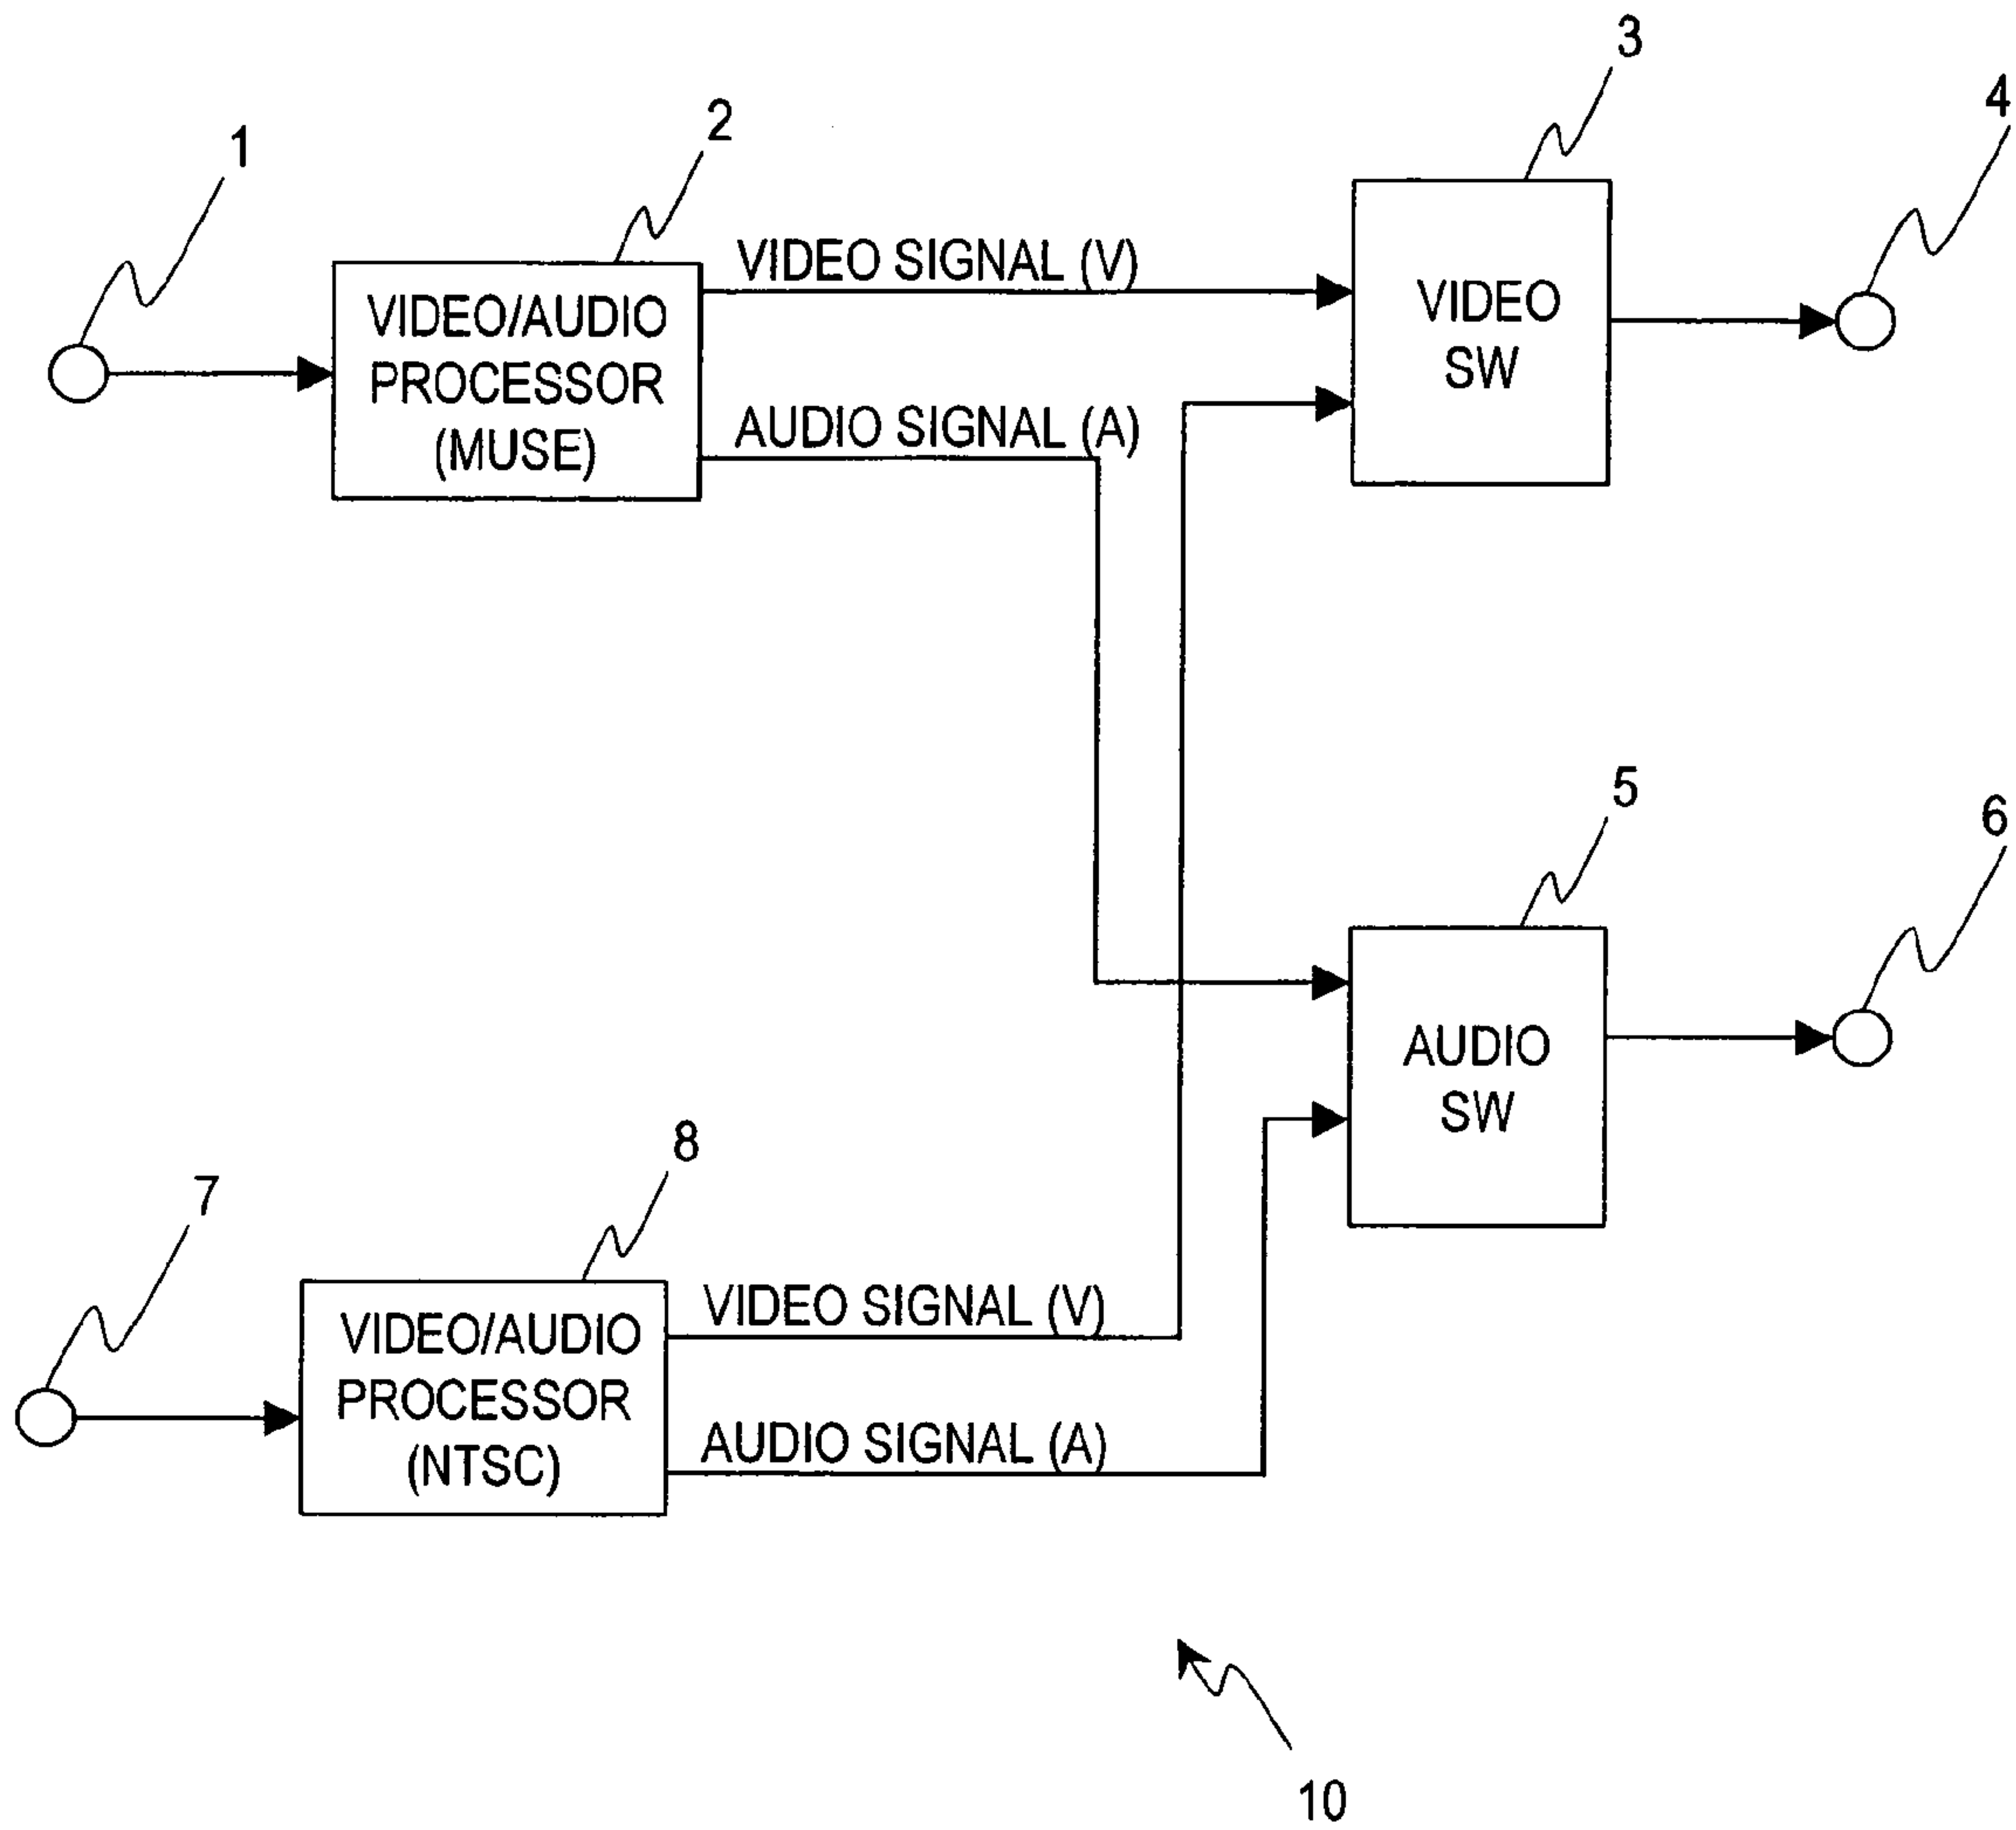 1
2
3
4
VIDEO/AUDIO
PROCESSOR
(MUSE)
VIDEO SIGNAL (V)
AUDIO SIGNAL (A)
VIDEO
SW
5
6
AUDIO
SW
7
8
VIDEO/AUDIO
PROCESSOR
(NTSC)
VIDEO SIGNAL (V)
AUDIO SIGNAL (A)
10